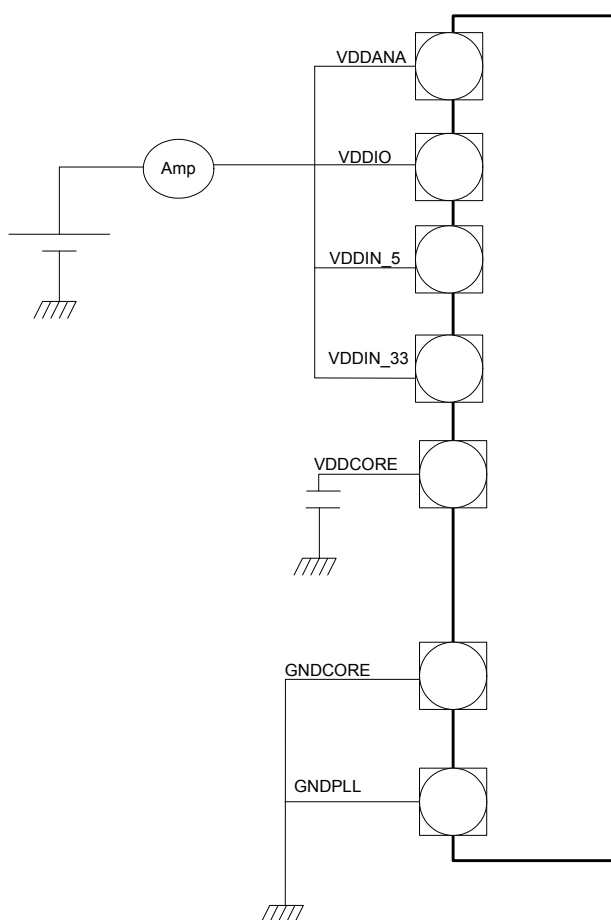 VDDANA
Amp
VDDIO
VDDIN_5
VDDIN_33
VDDCORE
GNDCORE
GNDPLL